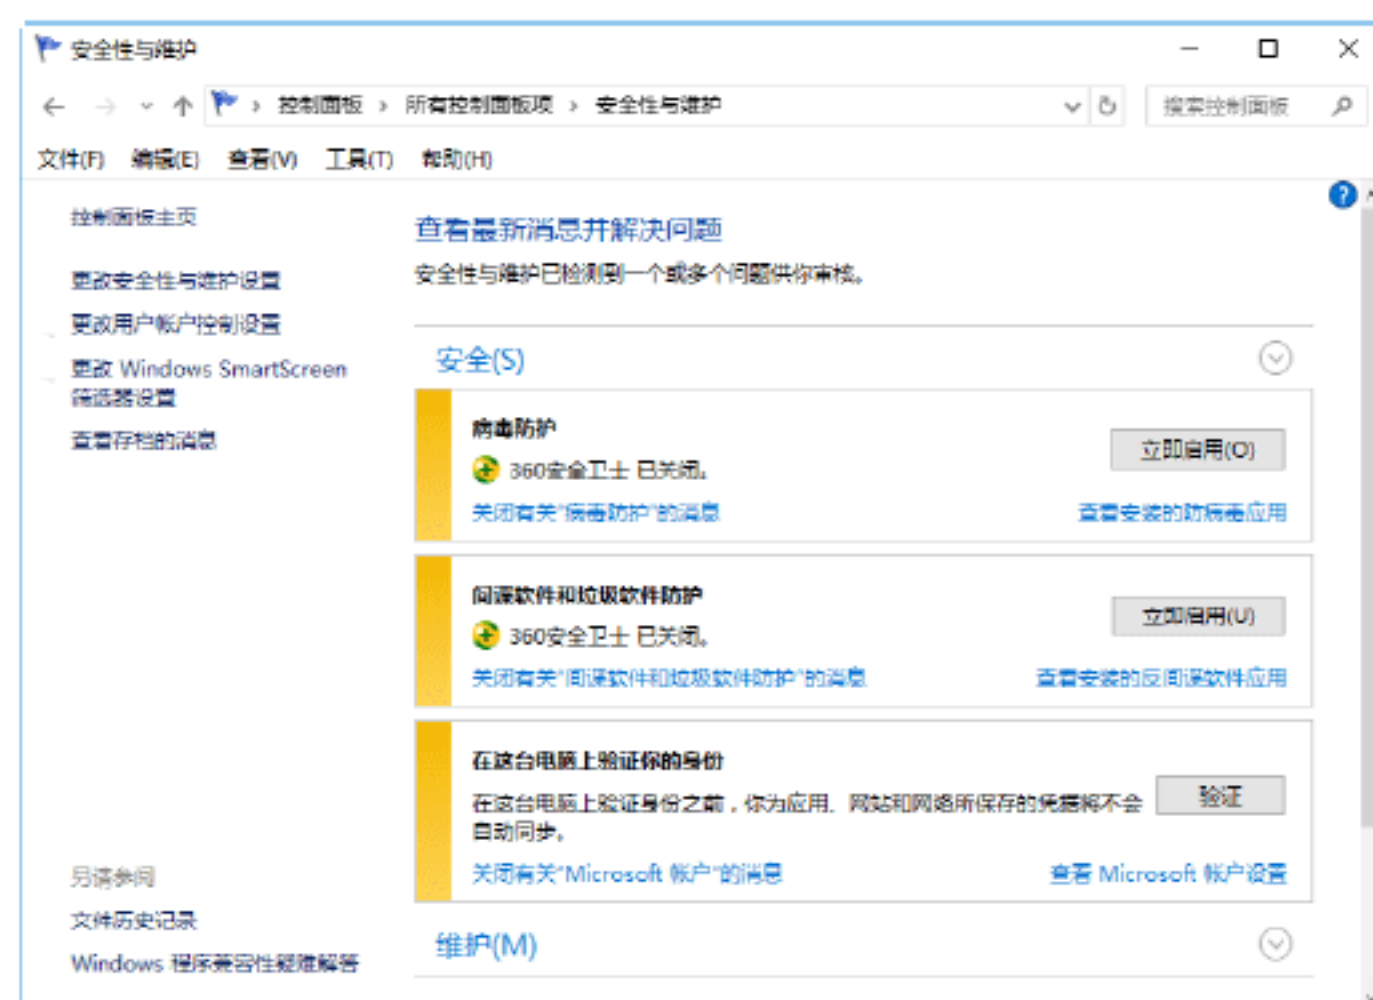 安全性与维护
控制面板 › 所有控制面板项 › 安全性与维护
搜索控制面板
文件(F) 编辑(E) 查看(V) 工具(T) 帮助(H)
控制面板主页
更改安全性与维护设置
更改用户帐户控制设置
更改 Windows SmartScreen
筛选器设置
查看存档的消息
另请参阅
文件历史记录
Windows 程序兼容性疑难解答
查看最新消息并解决问题
安全性与维护已检测到一个或多个问题供你审核。
安全(S)
病毒防护
立即启用(O)
360安全卫士 已关闭。
关闭有关"病毒防护"的消息
查看安装的防病毒应用
间谍软件和垃圾软件防护
立即启用(U)
360安全卫士 已关闭。
关闭有关"间谍软件和垃圾软件防护"的消息
查看安装的反间谍软件应用
在这台电脑上验证你的身份
在这台电脑上验证身份之前，你为应用、网站和网络所保存的凭据将不会
自动同步。
验证
关闭有关"Microsoft 帐户"的消息
查看 Microsoft 帐户设置
维护(M)